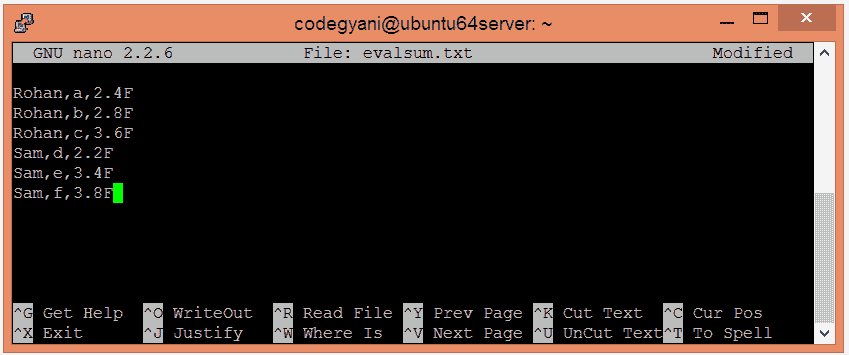 codegyani@ubuntu64server: ~
GNU nano 2.2.6 File: evalsum.txt Modified
Rohan,a,2.4F
Rohan,b,2.8F
Rohan,c,3.6F
Sam,d,2.2F
Sam,e,3.4F
Sam,f,3.8F
^G Get Help ^O WriteOut ^R Read File ^Y Prev Page ^K Cut Text ^C Cur Pos
^X Exit ^J Justify ^W Where Is ^V Next Page ^U UnCut Text^T To Spell